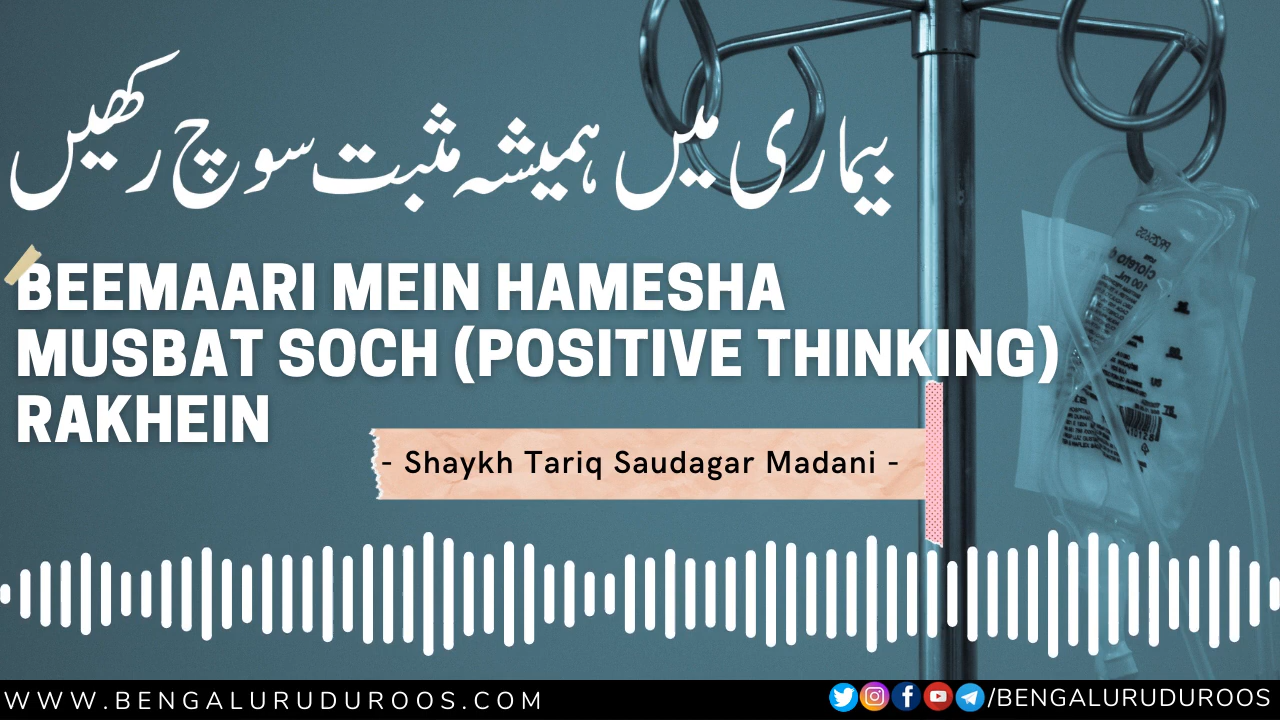 بیماری میں ہمیشہ مثبت سوچ رکھیں
BEEMAARI MEIN HAMESHA
MUSBAT SOCH (POSITIVE THINKING)
RAKHEIN
- Shaykh Tariq Saudagar Madani -
WWW.BENGALURUDUROOS.COM
/BENGALURUDUROOS